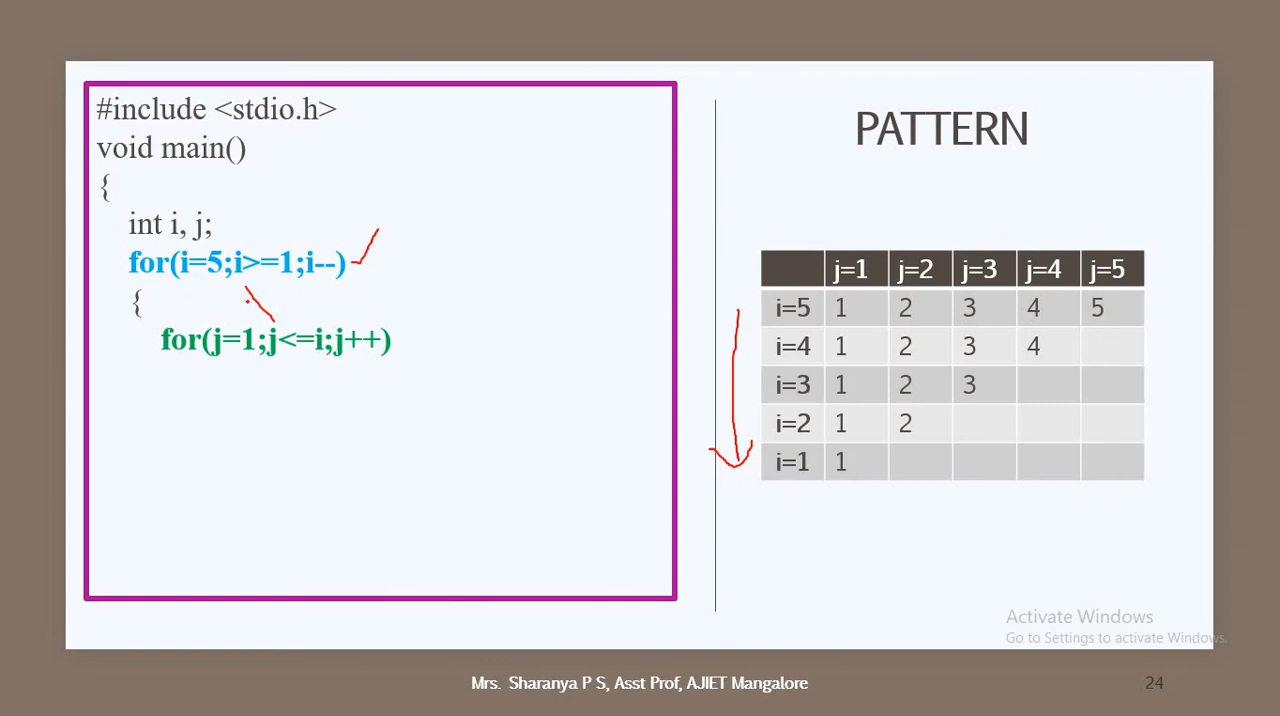 #include <stdio.h>
void main()
{
int i, j;
for(i=5;i>=1;i--)
{
for(j=1;j<=i;j++)
PATTERN
j=1 j=2 j=3 j=4 j=5
i=5 1 2 3 4 5
i=4 1 2 3 4
i=3 1 2 3
i=2 1 2
i=1 1
Activate Windows
Go to Settings to activate Windows.
Mrs. Sharanya P S, Asst Prof, AJIET Mangalore
24